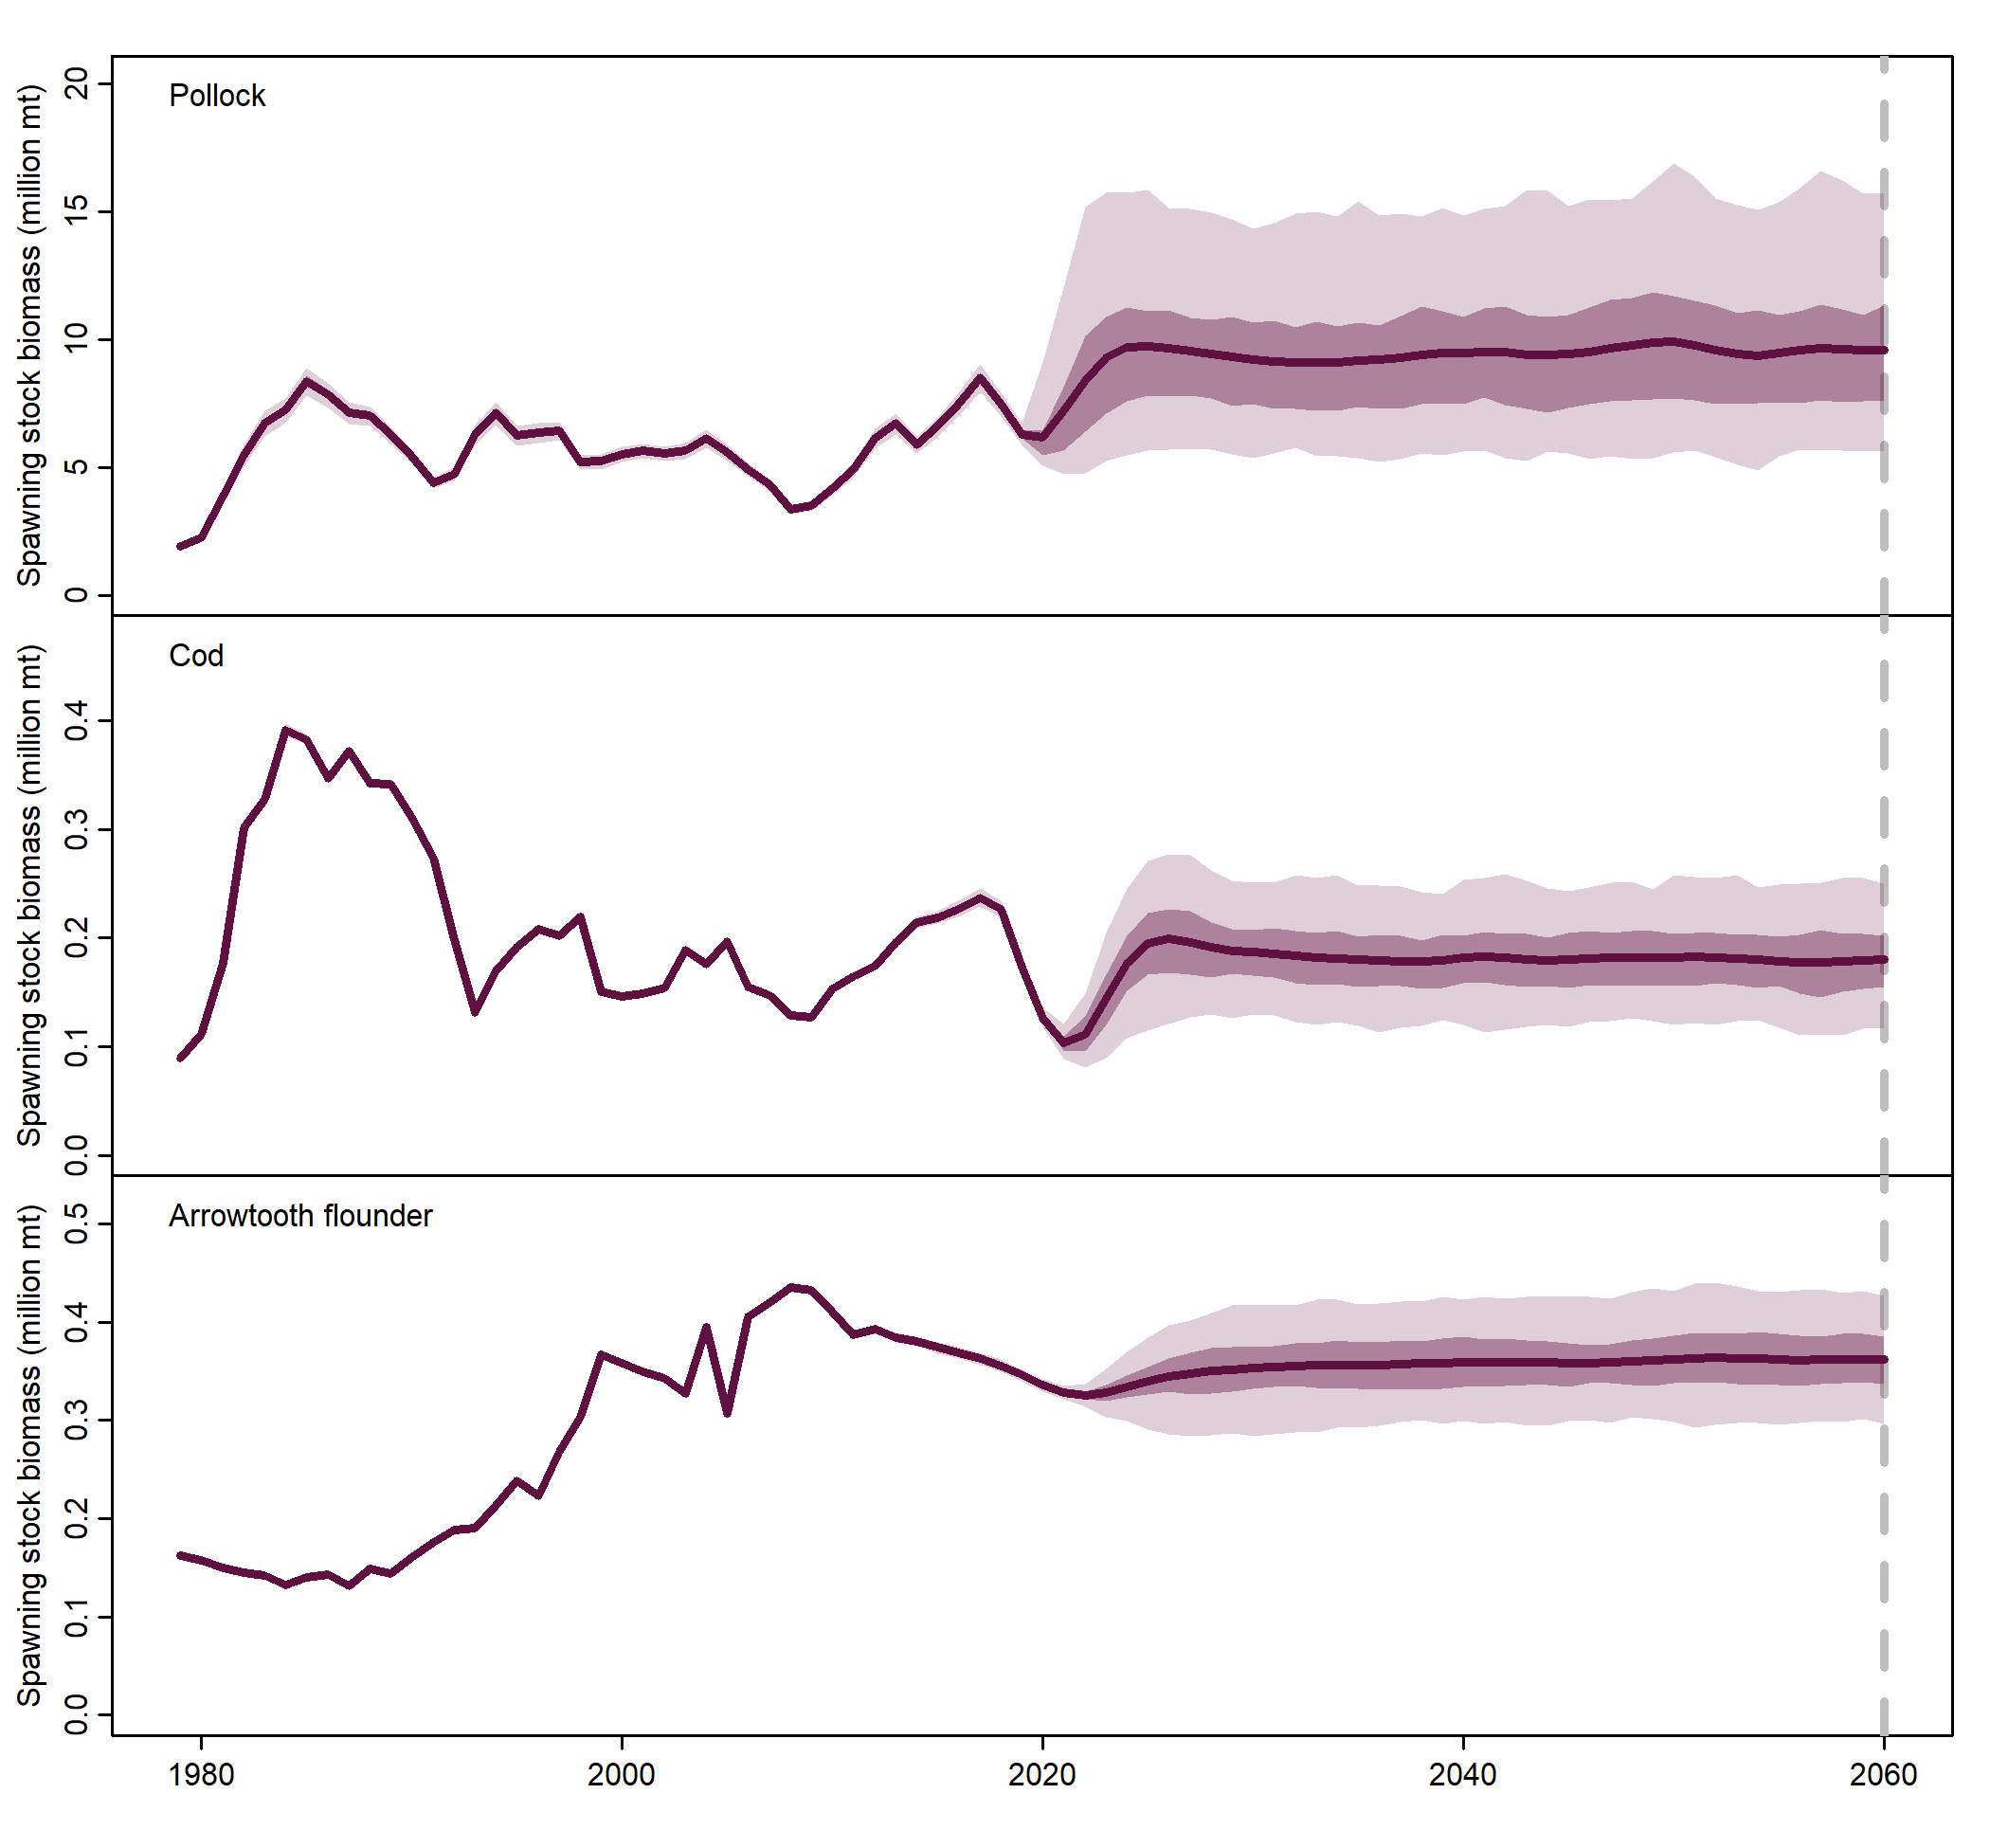 Pollock
Spawning stock biomass (million mt)
20
15
10
5
0
Cod
Spawning stock biomass (million mt)
0.4
0.3
0.2
0.1
0.0
Arrowtooth flounder
Spawning stock biomass (million mt)
0.5
0.4
0.3
0.2
0.1
0.0
1980 2000 2020 2040 2060